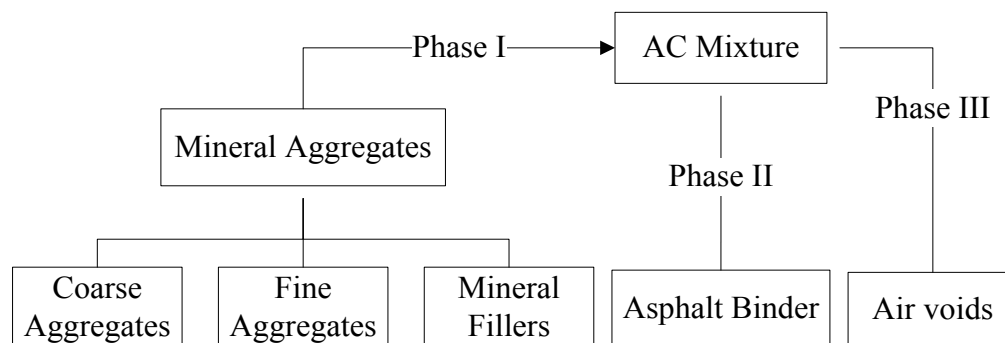 Phase I
AC Mixture
Phase III
Mineral Aggregates
Phase II
Coarse
Aggregates
Fine
Aggregates
Mineral
Fillers
Asphalt Binder
Air voids